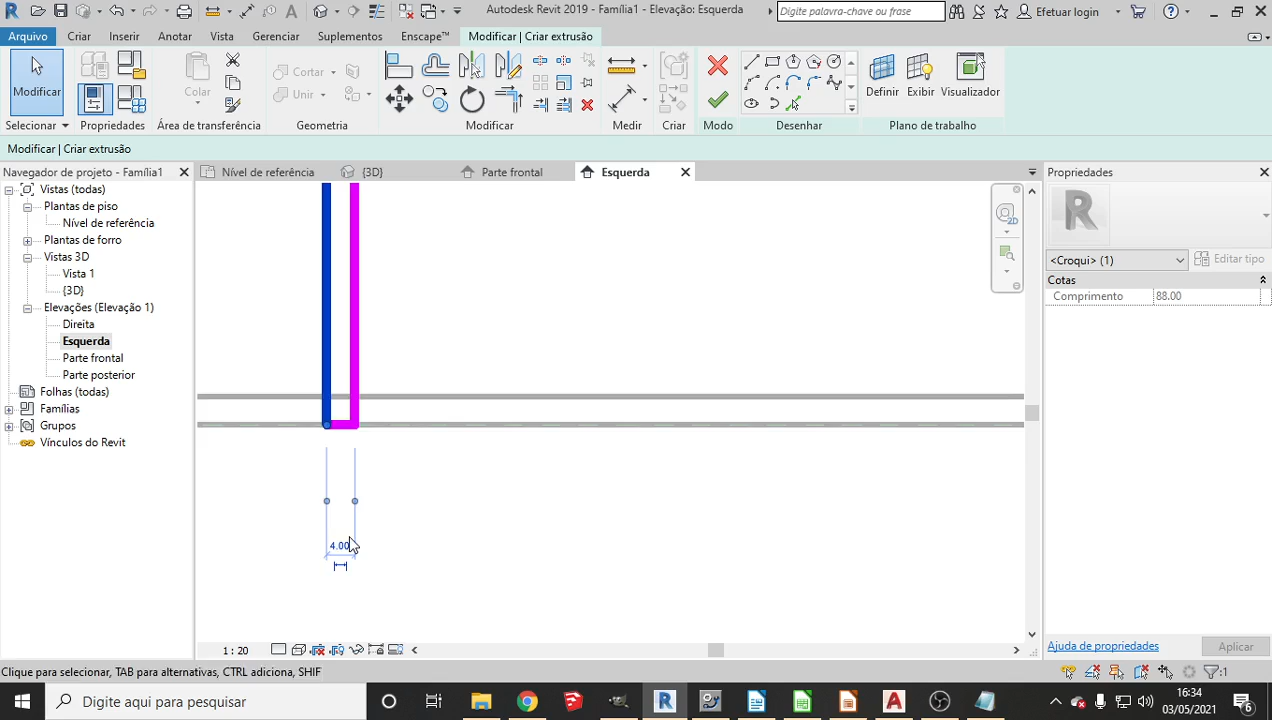 Autodesk Revit 2019 - Família1 - Elevação: Esquerda
Digite palavra-chave ou frase
Efetuar login
Arquivo
Criar
Inserir
Anotar
Vista
Gerenciar
Suplementos
Enscape™
Modificar | Criar extrusão
Modificar
Colar
Cortar
Unir
Definir
Exibir
Visualizador
Selecionar
Propriedades
Área de transferência
Geometria
Modificar
Medir
Criar
Modo
Desenhar
Plano de trabalho
Modificar | Criar extrusão
Navegador de projeto - Família1
Nível de referência
{3D}
Parte frontal
Esquerda
Propriedades
Vistas (todas)
Plantas de piso
Nível de referência
Plantas de forro
Vistas 3D
Vista 1
{3D}
Elevações (Elevação 1)
Direita
Esquerda
Parte frontal
Parte posterior
Folhas (todas)
Famílias
Grupos
Vínculos do Revit
2D
R
<Croqui> (1)
Editar tipo
Cotas
Comprimento
88.00
4.00
1 : 20
Ajuda de propriedades
Aplicar
Clique para selecionar, TAB para alternativas, CTRL adiciona, SHIF
:1
Digite aqui para pesquisar
16:34
03/05/2021
6